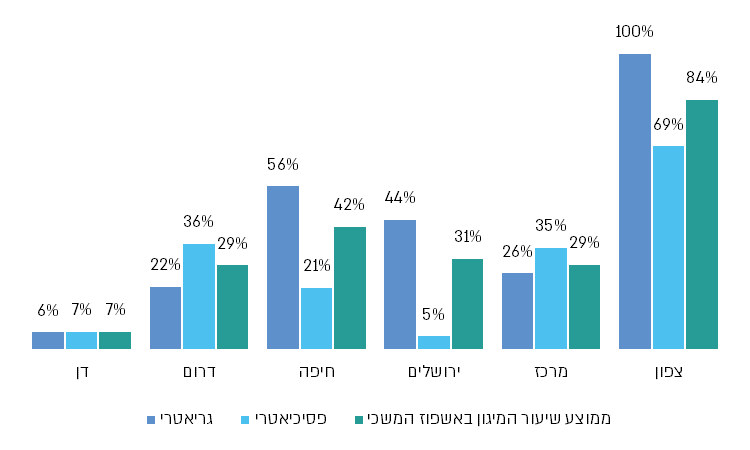 100%
84%
69%
56%
44%
42%
36%
35%
31%
29%
29%
26%
22%
21%
6%
7%
7%
5%
דן
דרום
חיפה
ירושלים
מרכז
צפון
גריאטרי
פסיכיאטרי
ממוצע שיעור המיגון באשפוז המשכי